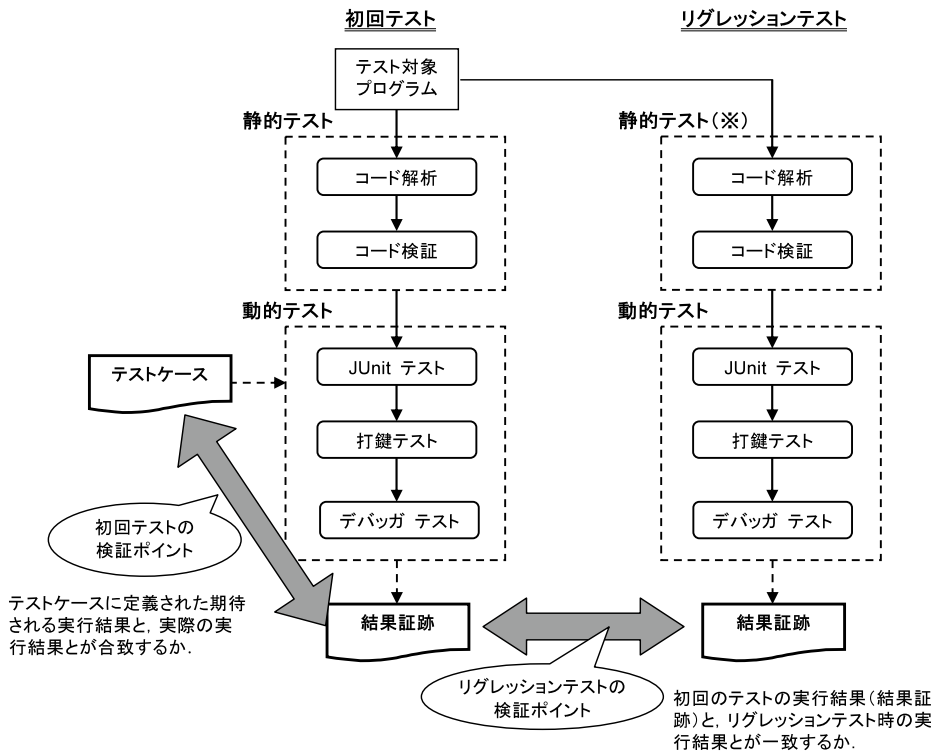 初回テスト
リグレッションテスト
テスト対象
プログラム
静的テスト
静的テスト(※)
コード解析
コード検証
コード解析
コード検証
動的テスト
動的テスト
テストケース
JUnit テスト
打鍵テスト
デバッガ テスト
JUnit テスト
打鍵テスト
デバッガ テスト
初回テストの
検証ポイント
テストケースに定義された期待
される実行結果と, 実際の実
行結果とが合致するか.
結果証跡
結果証跡
リグレッションテストの
検証ポイント
初回のテストの実行結果(結果証
跡)と, リグレッションテスト時の実
行結果とが一致するか.